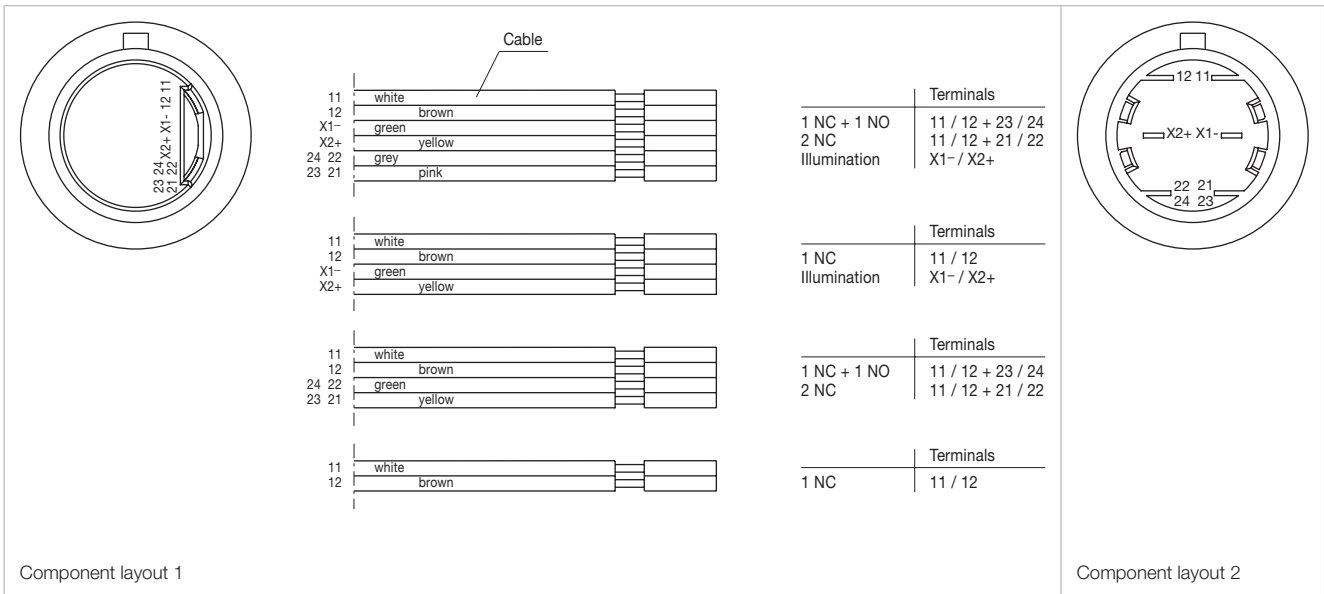 Cable
12 11
X2+ X1-
23 24
21 22
11 white
12 brown
X1– green
X2+ yellow
24 22 grey
23 21 pink
Terminals
1 NC + 1 NO 11 / 12 + 23 / 24
2 NC 11 / 12 + 21 / 22
Illumination X1– / X2+
12 11
X2+ X1-
22 21
24 23
11 white
12 brown
X1– green
X2+ yellow
Terminals
1 NC 11 / 12
Illumination X1– / X2+
11 white
12 brown
24 22 green
23 21 yellow
Terminals
1 NC + 1 NO 11 / 12 + 23 / 24
2 NC 11 / 12 + 21 / 22
11 white
12 brown
Terminals
1 NC 11 / 12
Component layout 1
Component layout 2